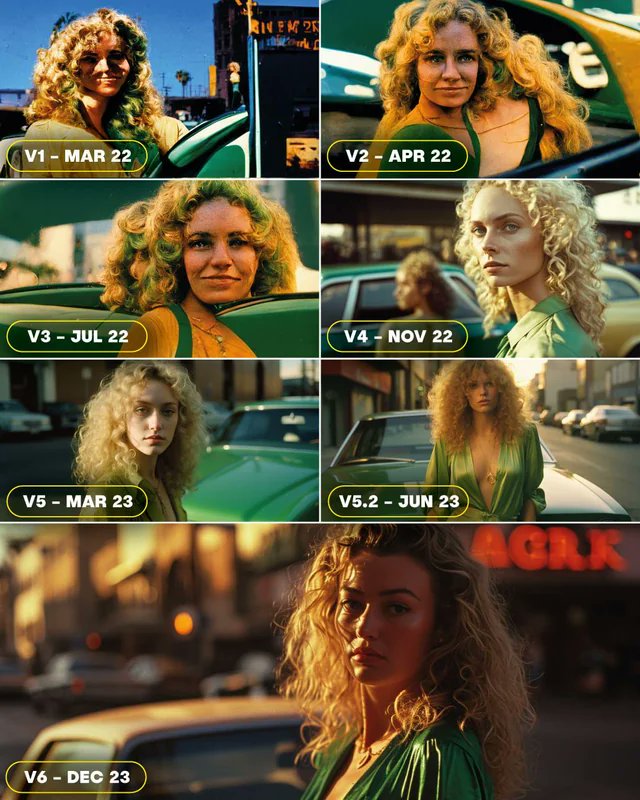 V1 – MAR 22
V2 – APR 22
V3 – JUL 22
V4 – NOV 22
V5 – MAR 23
V5.2 – JUN 23
V6 – DEC 23